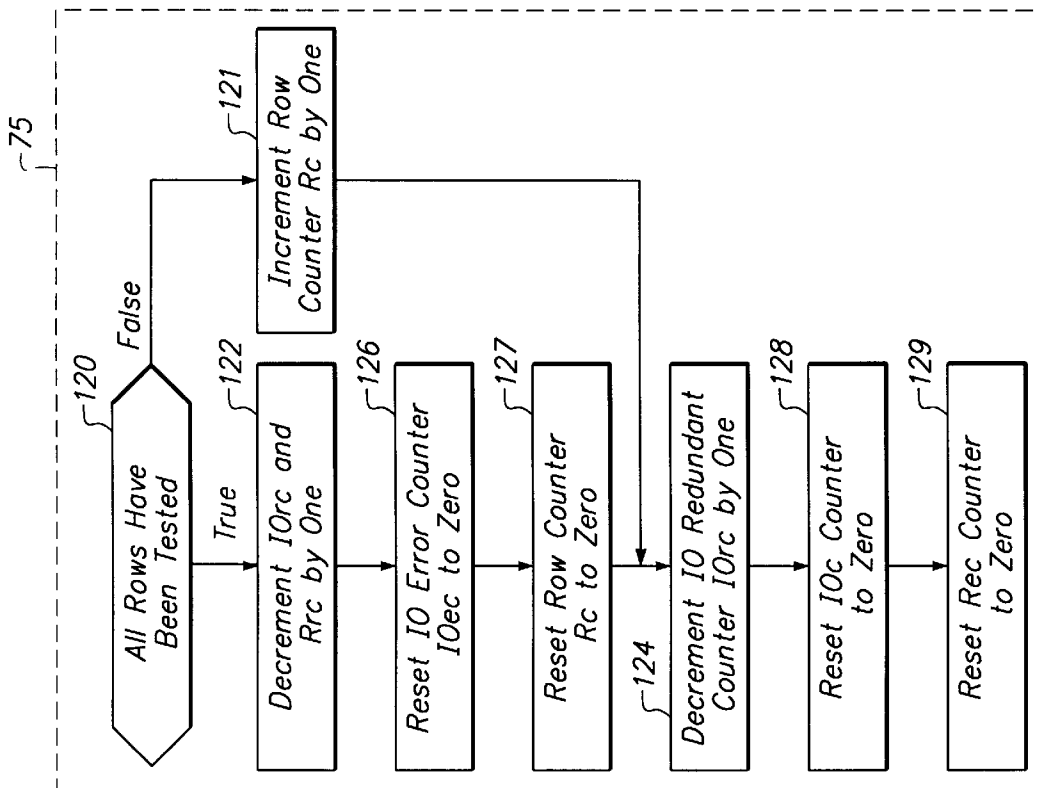 75
120
All Rows Have
Been Tested
False
True
121
Increment Row
Counter Rc by One
122
Decrement IOrc and
Rrc by One
126
Reset IO Error Counter
IOec to Zero
127
Reset Row Counter
Rc to Zero
124
Decrement IO Redundant
Counter IOrc by One
128
Reset IOc Counter
to Zero
129
Reset Rec Counter
to Zero